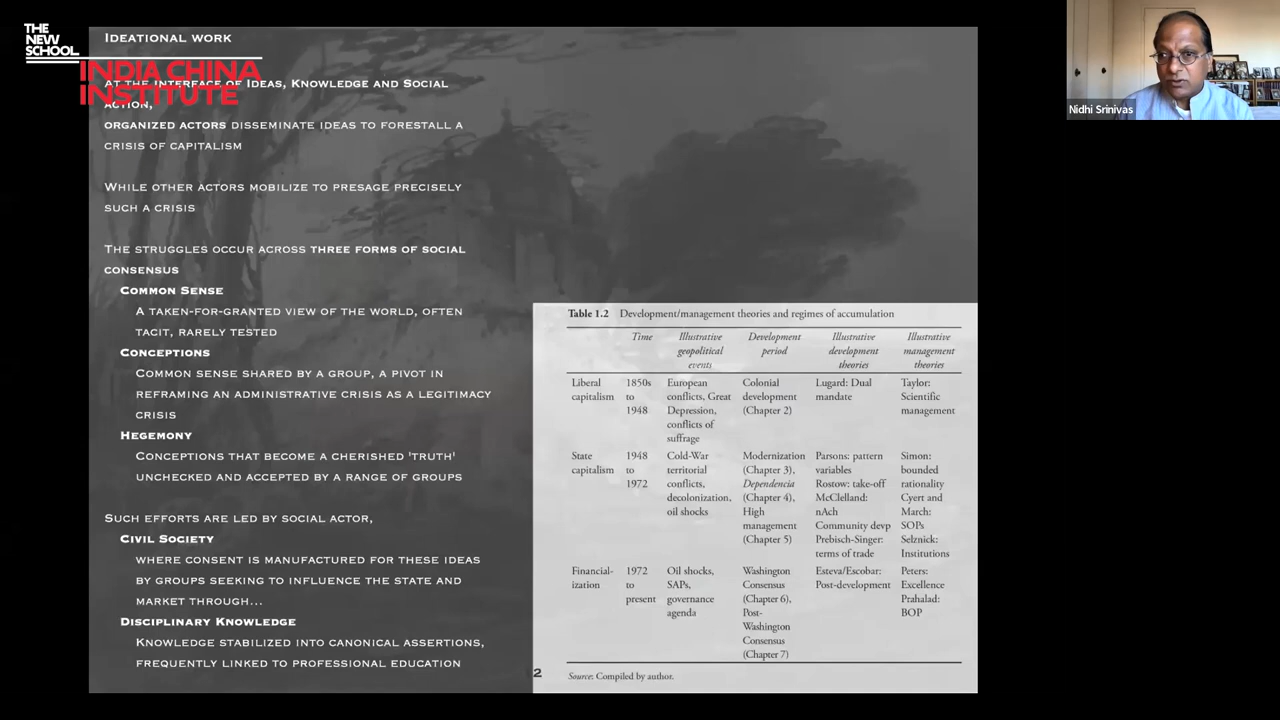 THE
NEW
SCHOOL
INDIA CHINA
INSTITUTE
IDEATIONAL WORK
AT THE INTERFACE OF IDEAS, KNOWLEDGE AND SOCIAL
ACTION,
ORGANIZED ACTORS DISSEMINATE IDEAS TO FORESTALL A
CRISIS OF CAPITALISM
WHILE OTHER ACTORS MOBILIZE TO PRESAGE PRECISELY
SUCH A CRISIS
THE STRUGGLES OCCUR ACROSS THREE FORMS OF SOCIAL
CONSENSUS
COMMON SENSE
A TAKEN-FOR-GRANTED VIEW OF THE WORLD, OFTEN
TACIT, RARELY TESTED
CONCEPTIONS
COMMON SENSE SHARED BY A GROUP, A PIVOT IN
REFRAMING AN ADMINISTRATIVE CRISIS AS A LEGITIMACY
CRISIS
HEGEMONY
CONCEPTIONS THAT BECOME A CHERISHED 'TRUTH'
UNCHECKED AND ACCEPTED BY A RANGE OF GROUPS
SUCH EFFORTS ARE LED BY SOCIAL ACTOR,
CIVIL SOCIETY
WHERE CONSENT IS MANUFACTURED FOR THESE IDEAS
BY GROUPS SEEKING TO INFLUENCE THE STATE AND
MARKET THROUGH...
DISCIPLINARY KNOWLEDGE
KNOWLEDGE STABILIZED INTO CANONICAL ASSERTIONS,
FREQUENTLY LINKED TO PROFESSIONAL EDUCATION
Table 1.2 Development/management theories and regimes of accumulation
Time Illustrative Development Illustrative Illustrative
geopolitical period development management
events theories theories
Liberal 1850s European Colonial Lugard: Dual Taylor:
capitalism to conflicts, Great development mandate Scientific
1948 Depression, (Chapter 2) management
conflicts of
suffrage
State 1948 Cold-War Modernization Parsons: pattern Simon:
capitalism to territorial (Chapter 3), variables bounded
1972 conflicts, Dependencia Rostow: take-off rationality
decolonization, (Chapter 4), McClelland: Cyert and
oil shocks High nAch March:
management Community devp SOPs
(Chapter 5) Prebisch-Singer: Selznick:
terms of trade Institutions
Financial- 1972 Oil shocks, Washington Esteva/Escobar: Peters:
ization to SAPs, Consensus Post-development Excellence
present governance (Chapter 6), Prahalad:
agenda Post- BOP
Washington
Consensus
(Chapter 7)
2
Source: Compiled by author.
Nidhi Srinivas